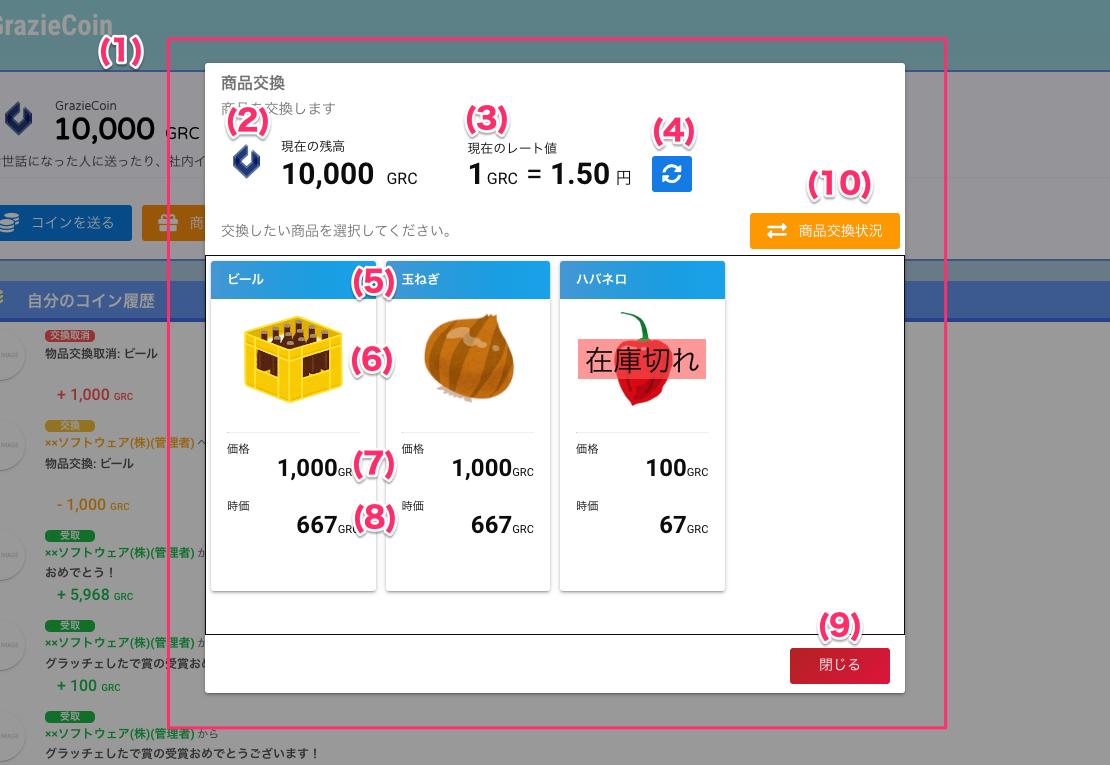 GrazieCoin
(1)
GrazieCoin
10,000 GRC
世話になった人に送ったり、社内イ
コインを送る
商
自分のコイン履歴
交換取消
物品交換取消: ビール
+ 1,000 GRC
交換
××ソフトウェア(株)(管理者) へ
物品交換: ビール
- 1,000 GRC
受取
××ソフトウェア(株)(管理者) か
おめでとう！
+ 5,968 GRC
受取
××ソフトウェア(株)(管理者) か
グラッチェしたで賞の受賞おめ
+ 100 GRC
受取
××ソフトウェア(株)(管理者) から
グラッチェしたで賞の受賞おめでとうございます！
商品交換
商品を交換します
(2)
現在の残高
10,000 GRC
(3)
現在のレート値
1 GRC = 1.50 円
(4)
(10)
交換したい商品を選択してください。
商品交換状況
ビール
(5)
玉ねぎ
ハバネロ
(6)
在庫切れ
価格
1,000GRC
(7)
価格
1,000GRC
価格
100GRC
時価
667GRC
(8)
時価
667GRC
時価
67GRC
(9)
閉じる